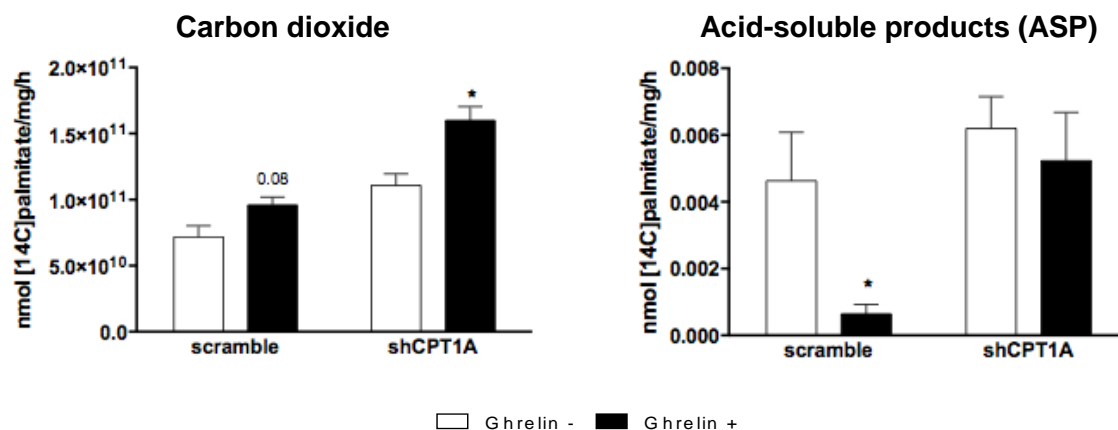 Carbon dioxide
nmol [14C]palmitate/mg/h
2.0×10¹¹
1.5×10¹¹
1.0×10¹¹
5.0×10¹⁰
0.0
0.08
*
scramble
shCPT1A
Acid-soluble products (ASP)
nmol [14C]palmitate/mg/h
0.008
0.006
0.004
0.002
0.000
*
scramble
shCPT1A
Ghrelin - Ghrelin +